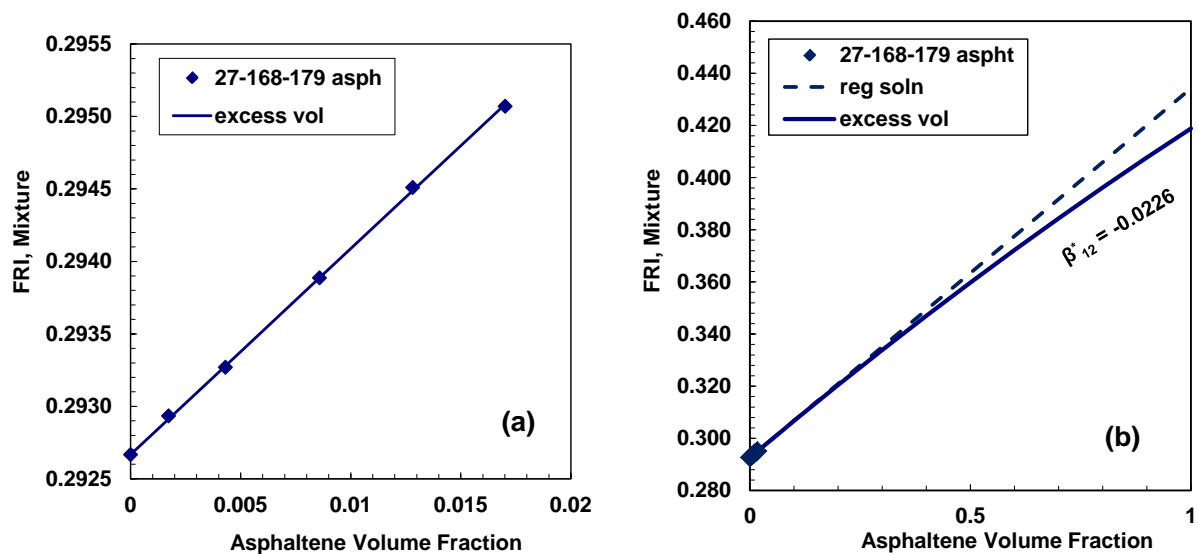 0.2955
0.2950
0.2945
0.2940
0.2935
0.2930
0.2925
FRI, Mixture
27-168-179 asph
excess vol
(a)
0 0.005 0.01 0.015 0.02
Asphaltene Volume Fraction
0.460
0.440
0.420
0.400
0.380
0.360
0.340
0.320
0.300
0.280
FRI, Mixture
27-168-179 aspht
reg soln
excess vol
β*12 = -0.0226
(b)
0 0.5 1
Asphaltene Volume Fraction